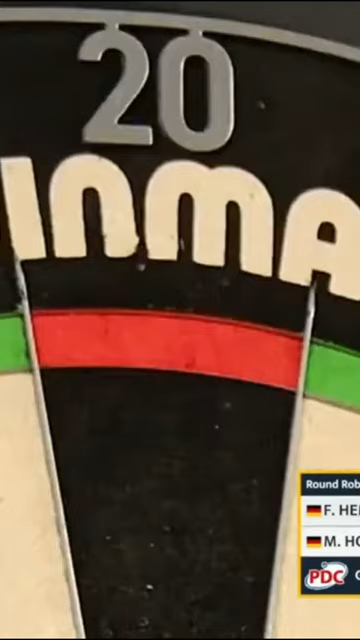 20
INMA
Round Rob
F. HE
M. HO
PDC